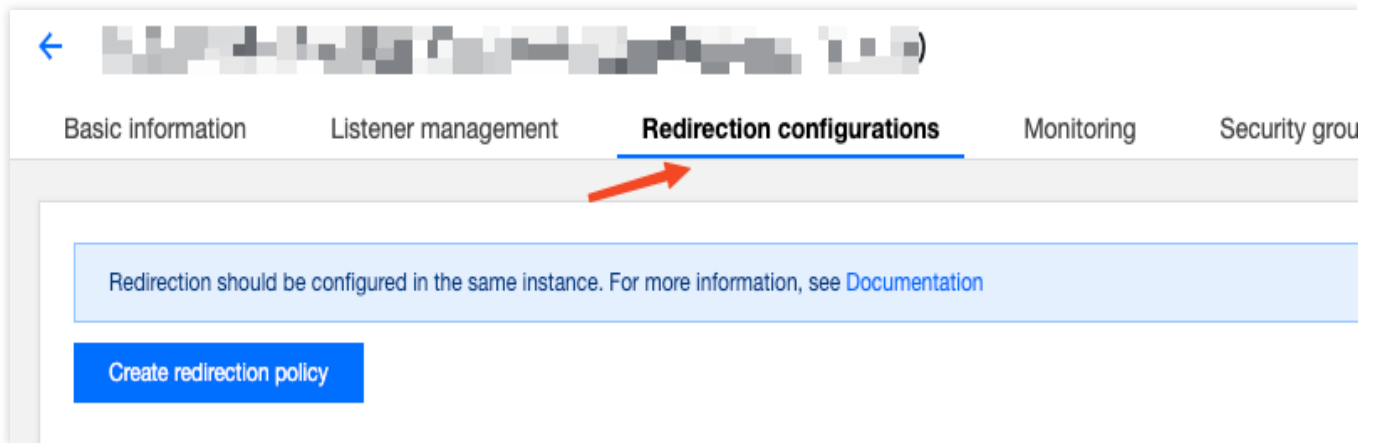 Basic information Listener management Redirection configurations Monitoring Security grou
Redirection should be configured in the same instance. For more information, see Documentation
Create redirection policy